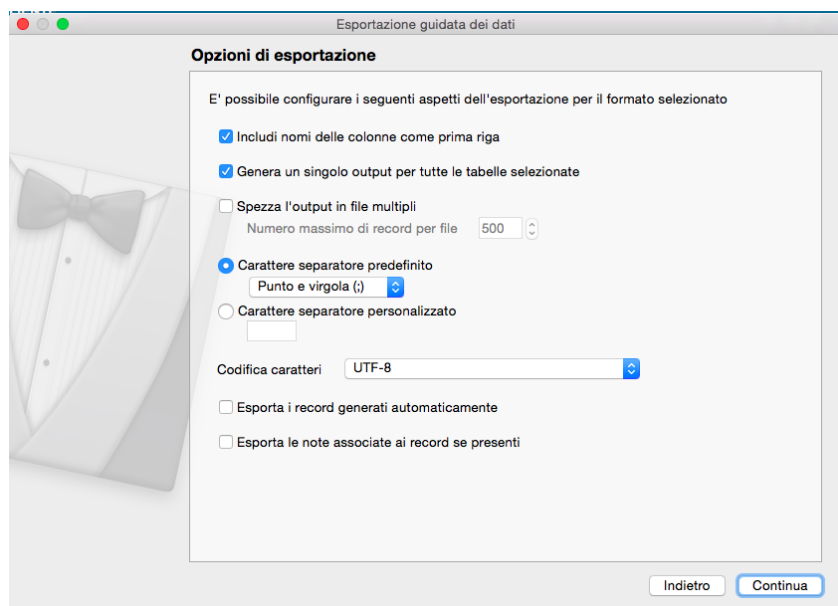 Esportazione guidata dei dati
Opzioni di esportazione
E' possibile configurare i seguenti aspetti dell'esportazione per il formato selezionato
Includi nomi delle colonne come prima riga
Genera un singolo output per tutte le tabelle selezionate
Spezza l'output in file multipli
Numero massimo di record per file 500
Carattere separatore predefinito
Punto e virgola (;)
Carattere separatore personalizzato
Codifica caratteri UTF-8
Esporta i record generati automaticamente
Esporta le note associate ai record se presenti
Indietro Continua